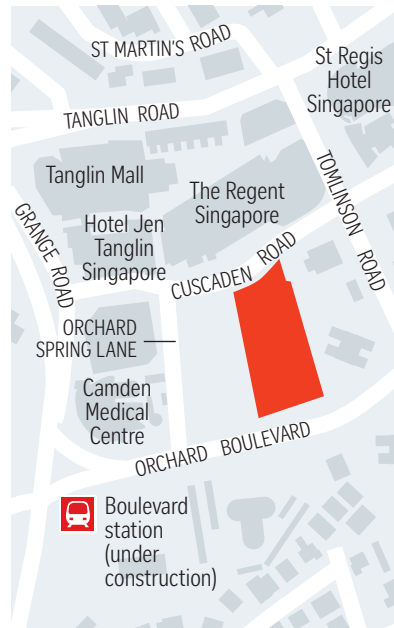 ST MARTIN'S ROAD
St Regis
Hotel
Singapore
TANGLIN ROAD
Tanglin Mall
The Regent
Singapore
TOMLINSON ROAD
GRANGE ROAD
Hotel Jen
Tanglin
Singapore
CUSCADEN ROAD
ORCHARD
SPRING LANE
Camden
Medical
Centre
ORCHARD BOULEVARD
Boulevard
station
(under
construction)